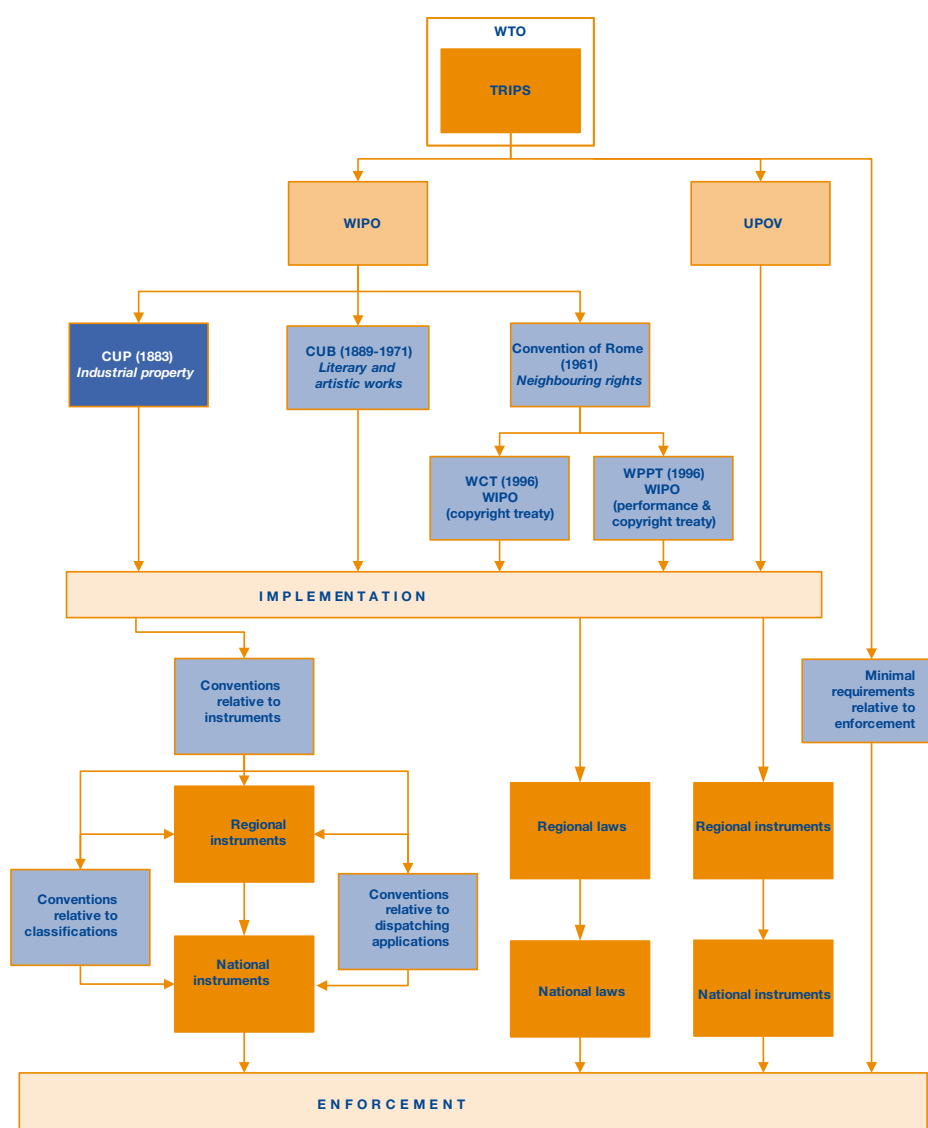 WTO
TRIPS
WIPO
UPOV
CUP (1883)
Industrial property
CUB (1889-1971)
Literary and
artistic works
Convention of Rome
(1961)
Neighbouring rights
WCT (1996)
WIPO
(copyright treaty)
WPPT (1996)
WIPO
(performance &
copyright treaty)
IMPLEMENTATION
Conventions
relative to
instruments
Minimal
requirements
relative to
enforcement
Regional
instruments
Regional laws
Regional instruments
Conventions
relative to
classifications
Conventions
relative to
dispatching
applications
National
instruments
National laws
National instruments
ENFORCEMENT